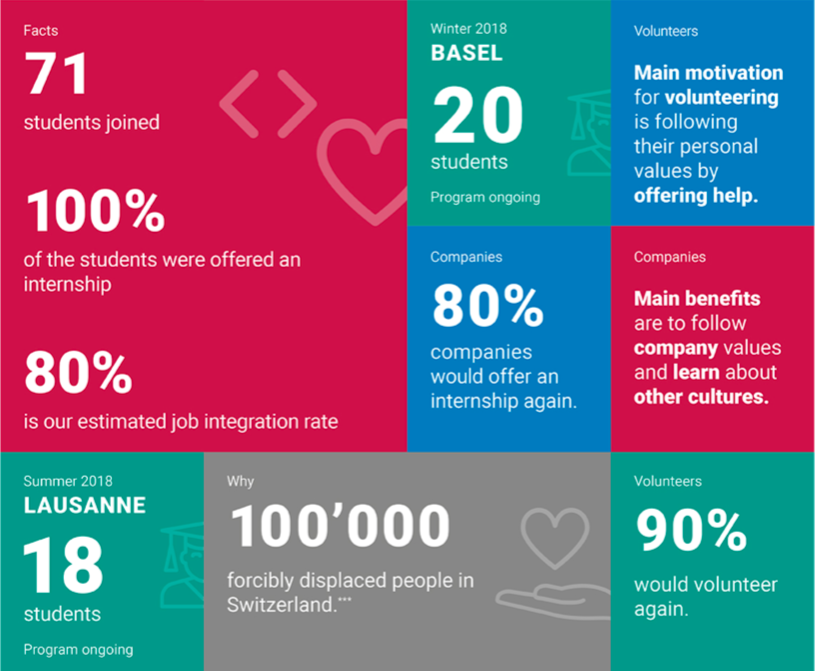 Facts
71
students joined
100%
of the students were offered an
internship
80%
is our estimated job integration rate
Winter 2018
BASEL
20
students
Program ongoing
Volunteers
Main motivation
for volunteering
is following
their personal
values by
offering help.
Companies
80%
companies
would offer an
internship again.
Companies
Main benefits
are to follow
company values
and learn about
other cultures.
Summer 2018
LAUSANNE
18
students
Program ongoing
Why
100’000
forcibly displaced people in
Switzerland.***
Volunteers
90%
would volunteer
again.